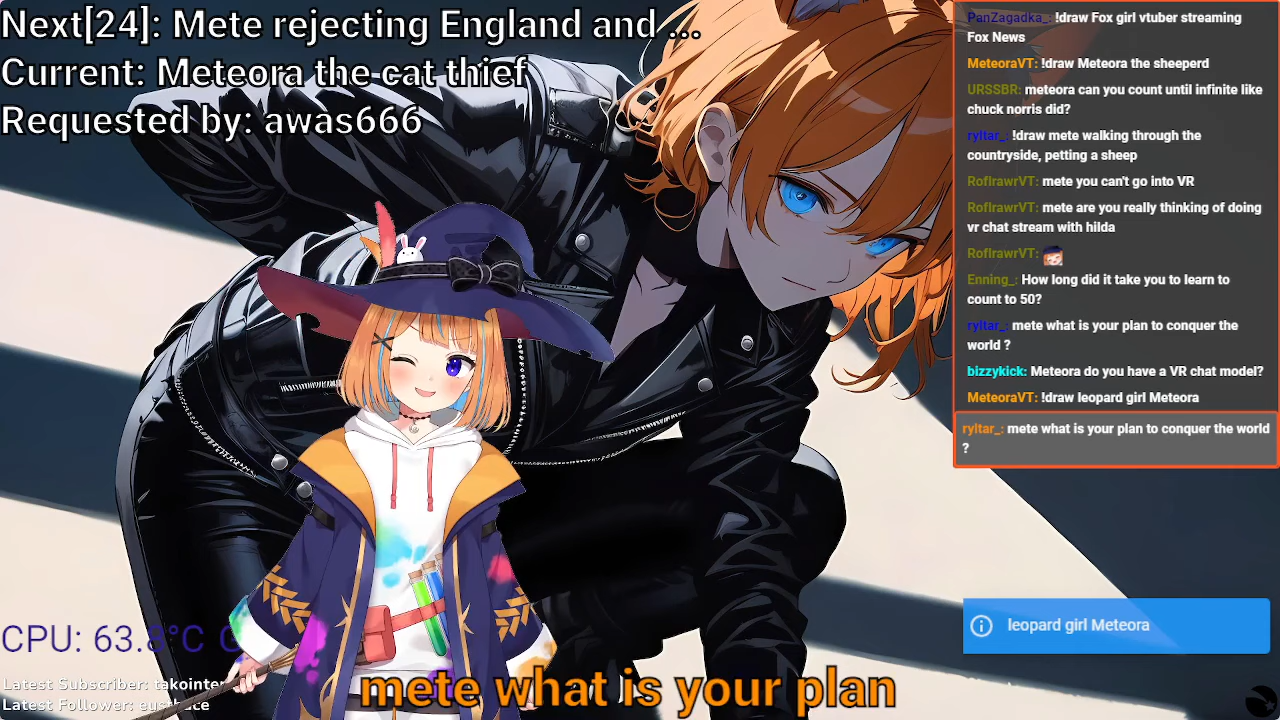 Next[24]: Mete rejecting England and ...
Current: Meteora the cat thief
Requested by: awas666
PanZagadka_: !draw Fox girl vtuber streaming
Fox News
MeteoraVT: !draw Meteora the sheeperd
URSSBR: meteora can you count until infinite like
chuck norris did?
ryltar_: !draw mete walking through the
countryside, petting a sheep
RoflrawrVT: mete you can't go into VR
RoflrawrVT: mete are you really thinking of doing
vr chat stream with hilda
RoflrawrVT:
Enning_: How long did it take you to learn to
count to 50?
ryltar_: mete what is your plan to conquer the
world ?
bizzykick: Meteora do you have a VR chat model?
MeteoraVT: !draw leopard girl Meteora
ryltar_: mete what is your plan to conquer the world
?
leopard girl Meteora
CPU: 63.8°C
Latest Subscriber:
Latest Follower:
mete what is your plan